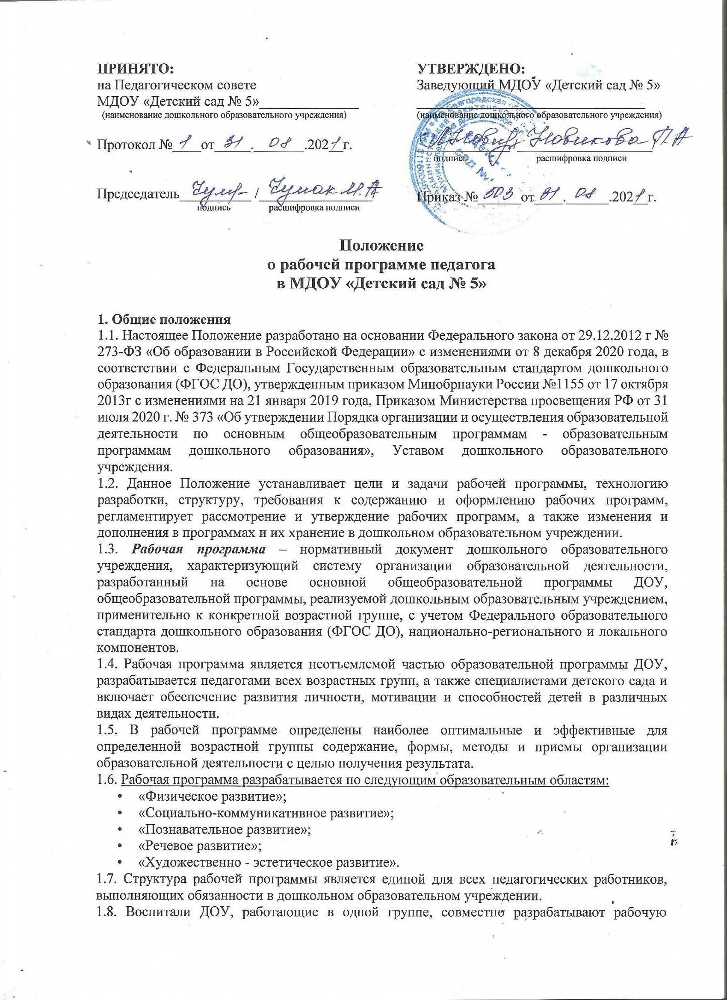 ПРИНЯТО:
на Педагогическом совете
МДОУ «Детский сад № 5»______________
(наименование дошкольного образовательного учреждения)
Протокол № 1 от 31 . 08 .2021 г.
Председатель / Чумак М.А
подпись расшифровка подписи
УТВЕРЖДЕНО:
Заведующий МДОУ «Детский сад № 5»
(наименование дошкольного образовательного учреждения)
Новикова П.А
подпись расшифровка подписи
Приказ № 503 от 31 . 08 .2021 г.
Белгородская
сад №
Положение
о рабочей программе педагога
в МДОУ «Детский сад № 5»
1. Общие положения
1.1. Настоящее Положение разработано на основании Федерального закона от 29.12.2012 г №
273-ФЗ «Об образовании в Российской Федерации» с изменениями от 8 декабря 2020 года, в
соответствии с Федеральным Государственным образовательным стандартом дошкольного
образования (ФГОС ДО), утвержденным приказом Минобрнауки России №1155 от 17 октября
2013г с изменениями на 21 января 2019 года, Приказом Министерства просвещения РФ от 31
июля 2020 г. № 373 «Об утверждении Порядка организации и осуществления образовательной
деятельности по основным общеобразовательным программам - образовательным
программам дошкольного образования», Уставом дошкольного образовательного
учреждения.
1.2. Данное Положение устанавливает цели и задачи рабочей программы, технологию
разработки, структуру, требования к содержанию и оформлению рабочих программ,
регламентирует рассмотрение и утверждение рабочих программ, а также изменения и
дополнения в программах и их хранение в дошкольном образовательном учреждении.
1.3. Рабочая программа – нормативный документ дошкольного образовательного
учреждения, характеризующий систему организации образовательной деятельности,
разработанный на основе основной общеобразовательной программы ДОУ,
общеобразовательной программы, реализуемой дошкольным образовательным учреждением,
применительно к конкретной возрастной группе, с учетом Федерального образовательного
стандарта дошкольного образования (ФГОС ДО), национально-регионального и локального
компонентов.
1.4. Рабочая программа является неотъемлемой частью образовательной программы ДОУ,
разрабатывается педагогами всех возрастных групп, а также специалистами детского сада и
включает обеспечение развития личности, мотивации и способностей детей в различных
видах деятельности.
1.5. В рабочей программе определены наиболее оптимальные и эффективные для
определенной возрастной группы содержание, формы, методы и приемы организации
образовательной деятельности с целью получения результата.
1.6. Рабочая программа разрабатывается по следующим образовательным областям:
• «Физическое развитие»;
• «Социально-коммуникативное развитие»;
• «Познавательное развитие»;
• «Речевое развитие»;
• «Художественно - эстетическое развитие».
1.7. Структура рабочей программы является единой для всех педагогических работников,
выполняющих обязанности в дошкольном образовательном учреждении.
1.8. Воспитали ДОУ, работающие в одной группе, совместно разрабатывают рабочую